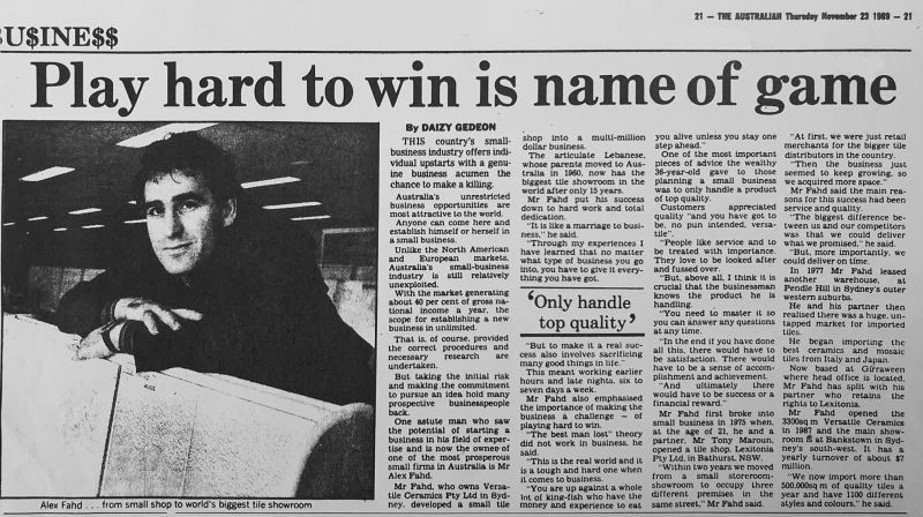 21 — THE AUSTRALIAN Thursday November 23 1989 — 21
BU$INE$$
Play hard to win is name of game
Alex Fahd . . . from small shop to world's biggest tile showroom
By DAIZY GEDEON
THIS country's small-
business industry offers indi-
vidual upstarts with a genu-
ine business acumen the
chance to make a killing.
Australia's unrestricted
business opportunities are
most attractive to the world.
Anyone can come here and
establish himself or herself in
a small business.
Unlike the North American
and European markets,
Australia's small-business
industry is still relatively
unexploited.
With the market generating
about 40 per cent of gross na-
tional income a year, the
scope for establishing a new
business in unlimited.
That is, of course, provided
the correct procedures and
necessary research are
undertaken.
But taking the initial risk
and making the commitment
to pursue an idea hold many
prospective businesspeople
back.
One astute man who saw
the potential of starting a
business in his field of exper-
tise and is now the owner of
one of the most prosperous
small firms in Australia is Mr
Alex Fahd.
Mr Fahd, who owns Versa-
tile Ceramics Pty Ltd in Syd-
ney, developed a small tile
shop into a multi-million
dollar business.
The articulate Lebanese,
whose parents moved to Aus-
tralia in 1960, now has the
biggest tile showroom in the
world after only 15 years.
Mr Fahd put his success
down to hard work and total
dedication.
"It is like a marriage to busi-
ness," he said.
"Through my experiences I
have learned that no matter
what type of business you go
into, you have to give it every-
thing you have got.
'Only handle
top quality'
"But to make it a real suc-
cess also involves sacrificing
many good things in life."
This meant working earlier
hours and late nights, six to
seven days a week.
Mr Fahd also emphasised
the importance of making the
business a challenge — of
playing hard to win.
"The best man lost" theory
did not work in business, he
said.
"This is the real world and it
is a tough and hard one when
it comes to business.
"You are up against a whole
lot of king-fish who have the
money and experience to eat
you alive unless you stay one
step ahead."
One of the most important
pieces of advice the wealthy
36-year-old gave to those
planning a small business
was to only handle a product
of top quality.
Customers appreciated
quality "and you have got to
be, no pun intended, versa-
tile".
"People like service and to
be treated with importance.
They love to be looked after
and fussed over.
"But, above all, I think it is
crucial that the businessman
knows the product he is
handling.
"You need to master it so
you can answer any questions
at any time.
"In the end if you have done
all this, there would have to
be satisfaction. There would
have to be a sense of accom-
plishment and achievement.
"And ultimately there
would have to be success or a
financial reward."
Mr Fahd first broke into
small business in 1975 when,
at the age of 21, he and a
partner, Mr Tony Maroun,
opened a tile shop, Lexitonia
Pty Ltd, in Bathurst, NSW.
"Within two years we moved
from a small storeroom-
showroom to occupy three
different premises in the
same street," Mr Fahd said.
"At first, we were just retail
merchants for the bigger tile
distributors in the country.
"Then the business just
seemed to keep growing, so
we acquired more space."
Mr Fahd said the main rea-
sons for this success had been
service and quality.
"The biggest difference be-
tween us and our competitors
was that we could deliver
what we promised," he said.
"But, more importantly, we
could deliver on time.
In 1977 Mr Fahd leased
another warehouse, at
Pendle Hill in Sydney's outer
western suburbs.
He and his partner then
realised there was a huge, un-
tapped market for imported
tiles.
He began importing the
best ceramics and mosaic
tiles from Italy and Japan.
Now based at Girraween
where head office is located,
Mr Fahd has split with his
partner who retains the
rights to Lexitonia.
Mr Fahd opened the
3300sq m Versatile Ceramics
in 1987 and the main show-
room at Bankstown in Syd-
ney's south-west. It has a
yearly turnover of about $7
million.
"We now import more than
500,000sq m of quality tiles a
year and have 1100 different
styles and colours," he said.